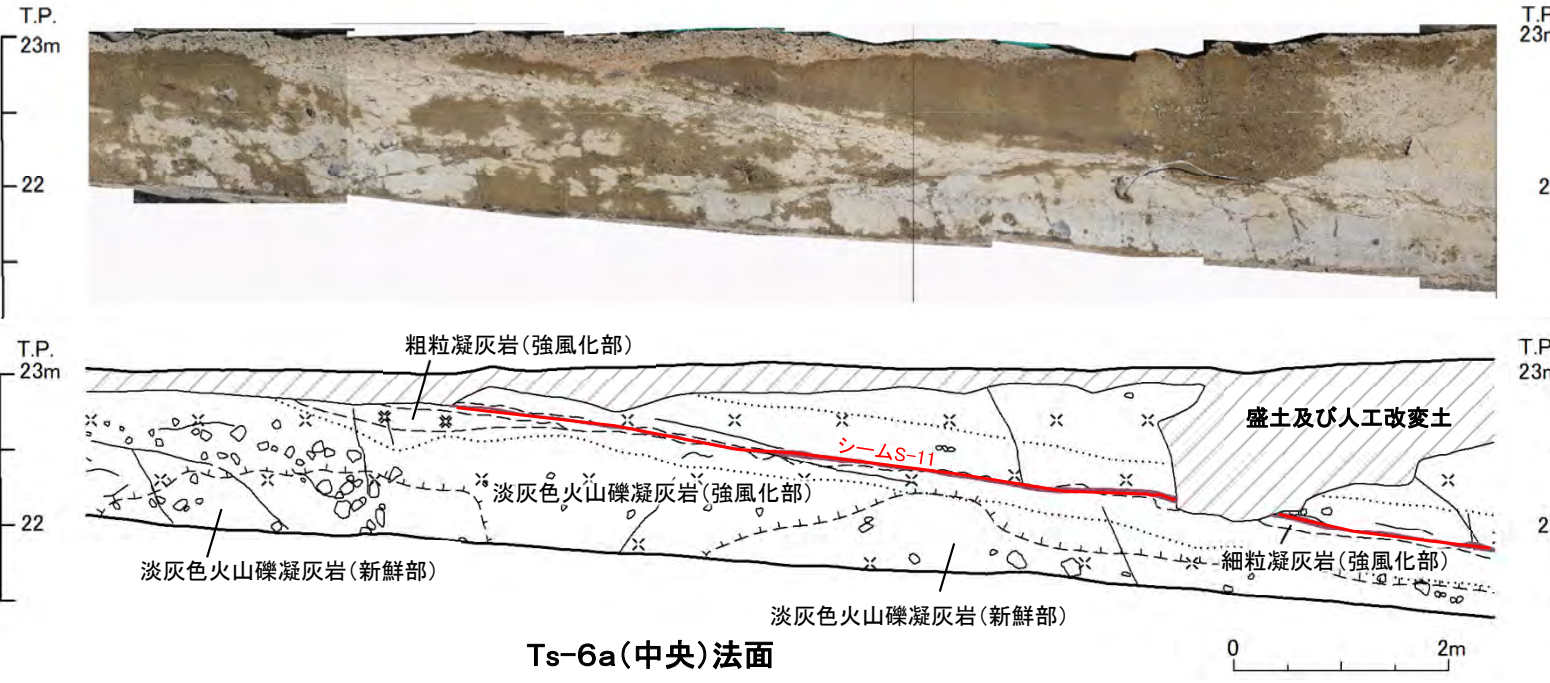 T.P.
23m
22
T.P
23m
2
T.P.
23m
22
T.P
23m
2
粗粒凝灰岩(強風化部)
盛土及び人工改変土
シームS-11
淡灰色火山礫凝灰岩(強風化部)
細粒凝灰岩(強風化部)
淡灰色火山礫凝灰岩(新鮮部)
淡灰色火山礫凝灰岩(新鮮部)
Ts-6a(中央)法面
0
2m